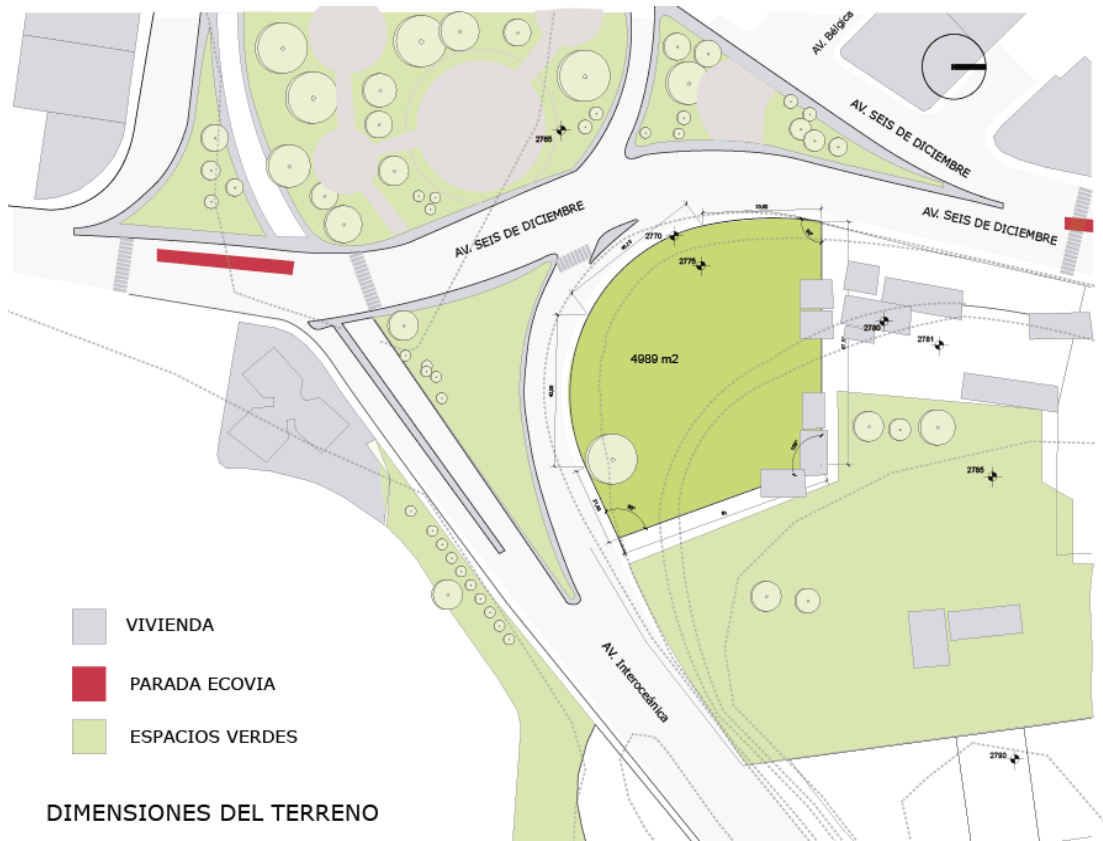 AV. Bélgica
AV. SEIS DE DICIEMBRE
2765
AV. SEIS DE DICIEMBRE
AV. SEIS DE DICIEMBRE
2770
2775
2780
2781
4989 m2
2785
VIVIENDA
PARADA ECOVIA
ESPACIOS VERDES
AV. Interoceánica
2790
DIMENSIONES DEL TERRENO